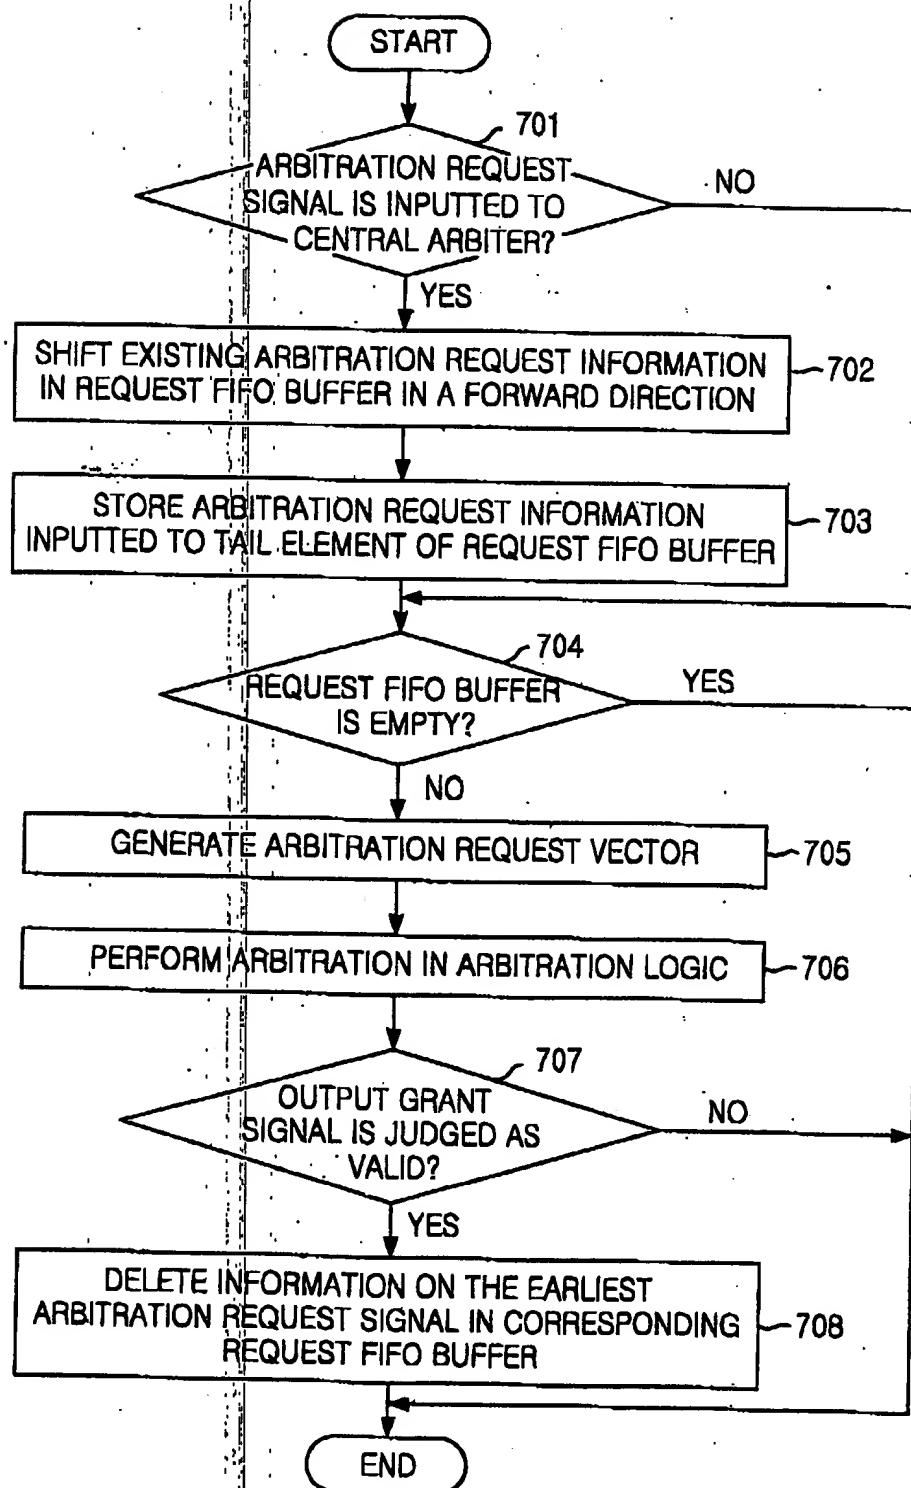 START
701
ARBITRATION REQUEST
SIGNAL IS INPUTTED TO
CENTRAL ARBITER?
NO
YES
SHIFT EXISTING ARBITRATION REQUEST INFORMATION
IN REQUEST FIFO BUFFER IN A FORWARD DIRECTION
702
STORE ARBITRATION REQUEST INFORMATION
INPUTTED TO TAIL ELEMENT OF REQUEST FIFO BUFFER
703
704
REQUEST FIFO BUFFER
IS EMPTY?
YES
NO
GENERATE ARBITRATION REQUEST VECTOR
705
PERFORM ARBITRATION IN ARBITRATION LOGIC
706
707
OUTPUT GRANT
SIGNAL IS JUDGED AS
VALID?
NO
YES
DELETE INFORMATION ON THE EARLIEST
ARBITRATION REQUEST SIGNAL IN CORRESPONDING
REQUEST FIFO BUFFER
708
END